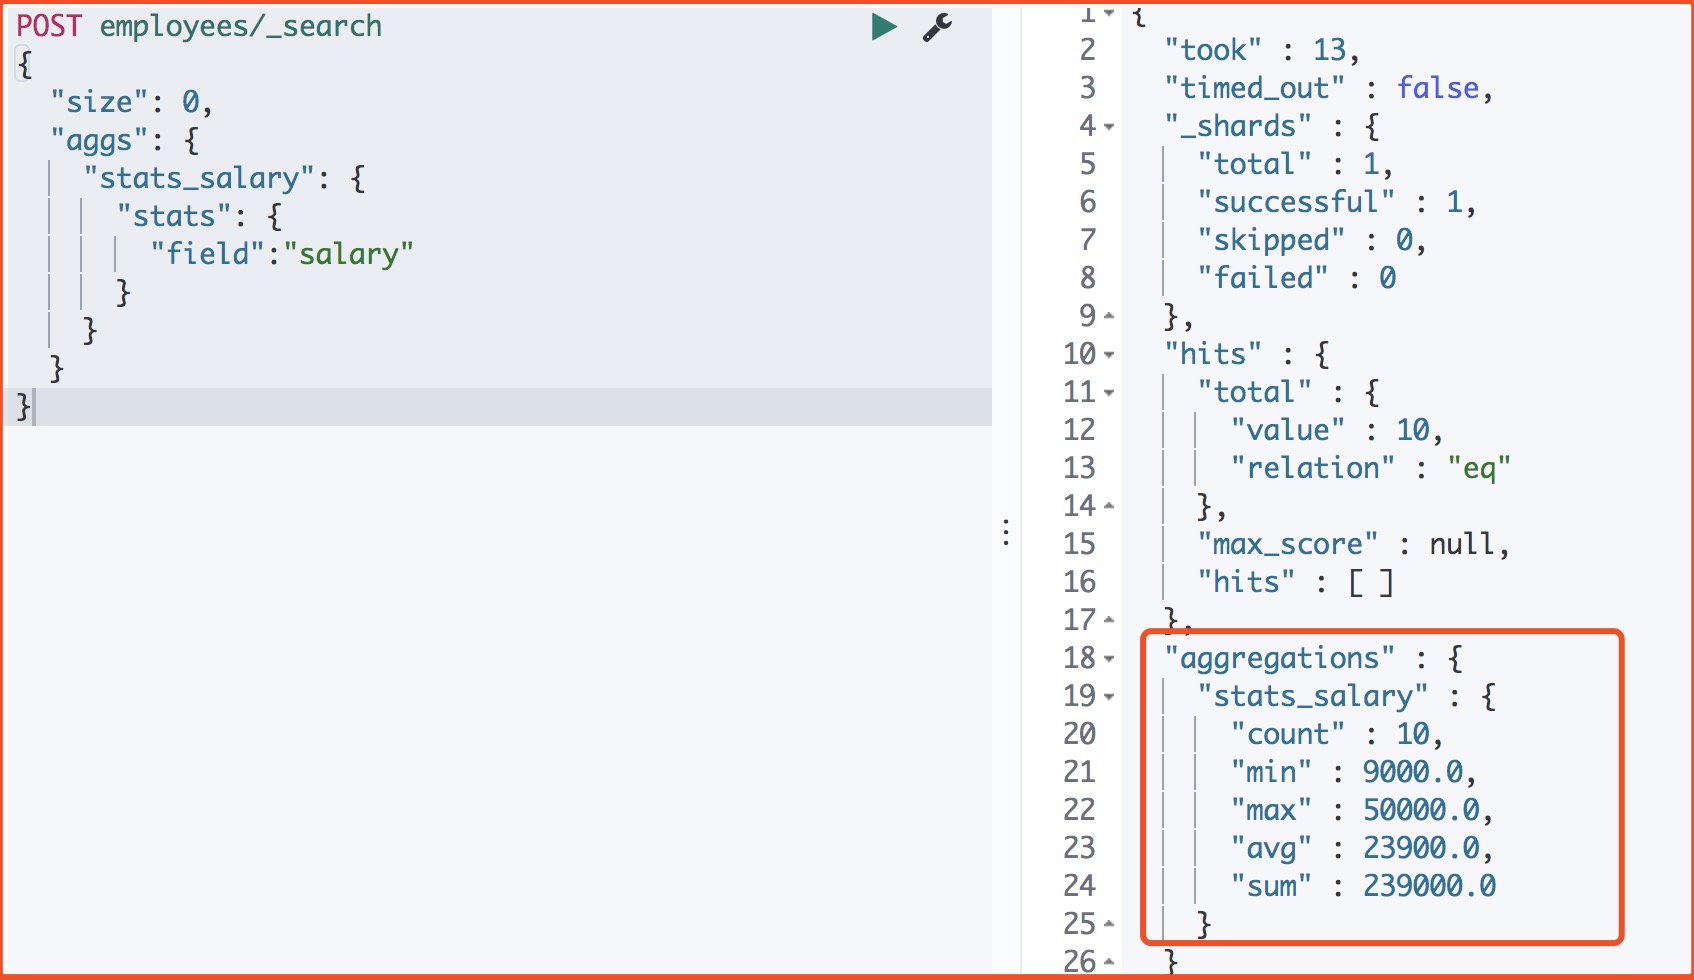 POST employees/_search
{
  "size": 0,
  "aggs": {
    "stats_salary": {
      "stats": {
        "field":"salary"
      }
    }
  }
}
1 {
2   "took" : 13,
3   "timed_out" : false,
4   "_shards" : {
5     "total" : 1,
6     "successful" : 1,
7     "skipped" : 0,
8     "failed" : 0
9   },
10   "hits" : {
11     "total" : {
12       "value" : 10,
13       "relation" : "eq"
14     },
15     "max_score" : null,
16     "hits" : [ ]
17   },
18   "aggregations" : {
19     "stats_salary" : {
20       "count" : 10,
21       "min" : 9000.0,
22       "max" : 50000.0,
23       "avg" : 23900.0,
24       "sum" : 239000.0
25     }
26   }